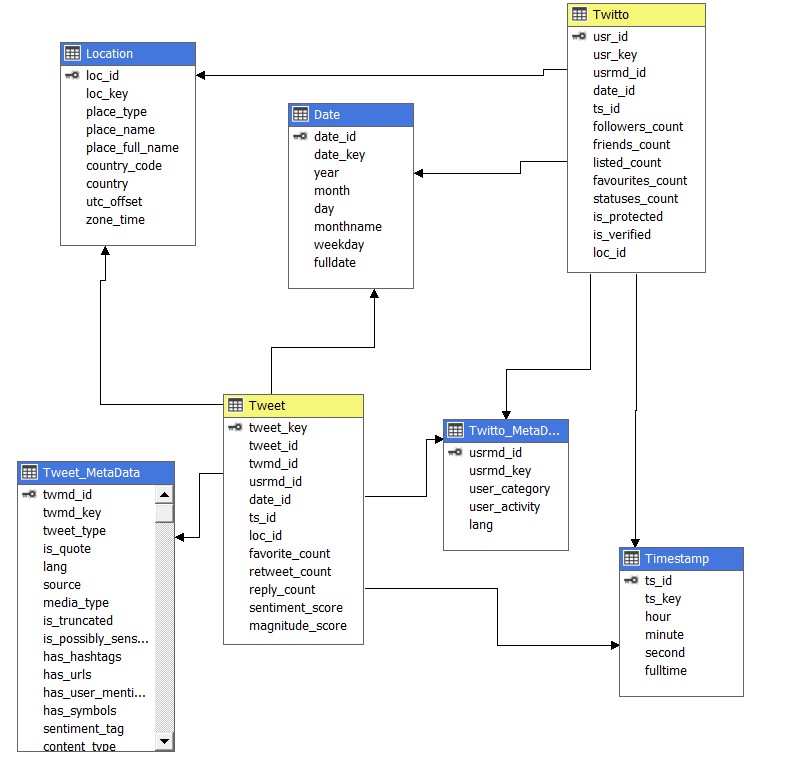 Twitto
usr_id
usr_key
usrmd_id
date_id
ts_id
followers_count
friends_count
listed_count
favourites_count
statuses_count
is_protected
is_verified
loc_id
Location
loc_id
loc_key
place_type
place_name
place_full_name
country_code
country
utc_offset
zone_time
Date
date_id
date_key
year
month
day
monthname
weekday
fulldate
Tweet
tweet_key
tweet_id
twmd_id
usrmd_id
date_id
ts_id
loc_id
favorite_count
retweet_count
reply_count
sentiment_score
magnitude_score
Twitto_MetaD...
usrmd_id
usrmd_key
user_category
user_activity
lang
Tweet_MetaData
twmd_id
twmd_key
tweet_type
is_quote
lang
source
media_type
is_truncated
is_possibly_sens...
has_hashtags
has_urls
has_user_menti...
has_symbols
sentiment_tag
content_type
Timestamp
ts_id
ts_key
hour
minute
second
fulltime